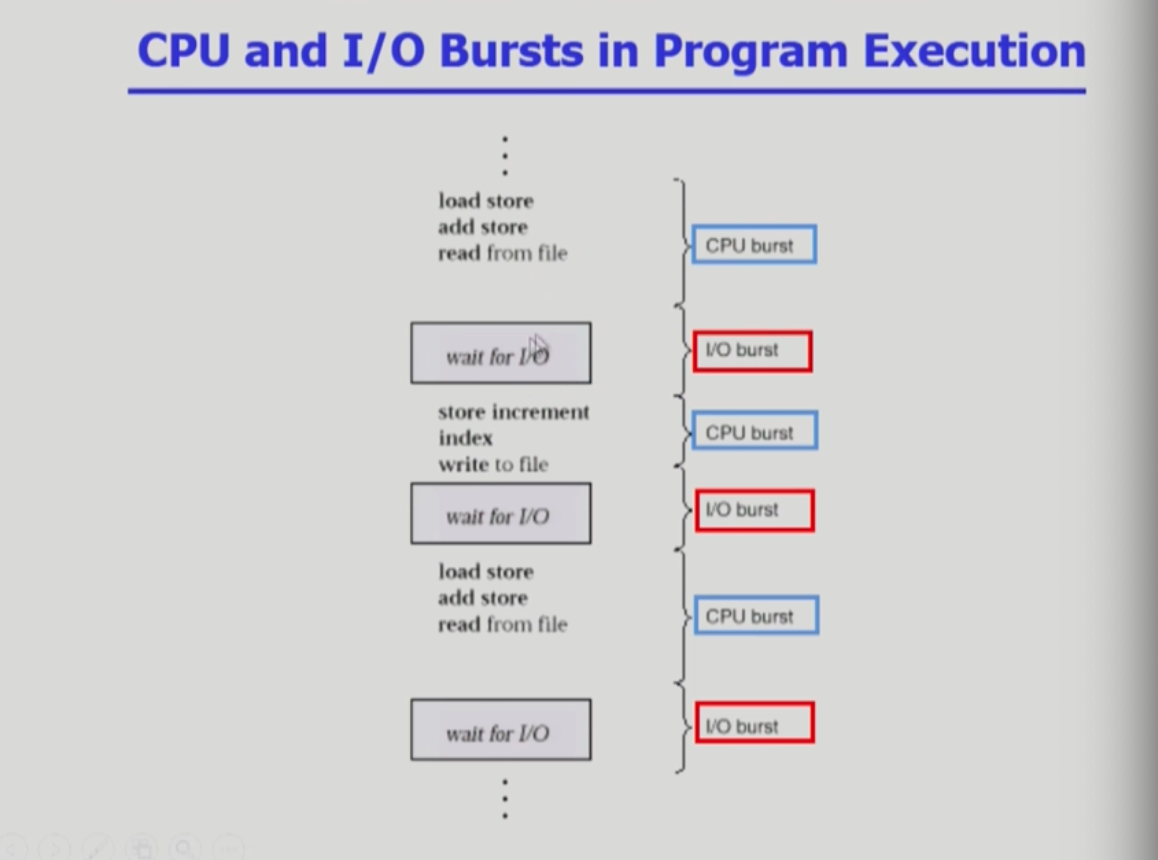 CPU and I/O Bursts in Program Execution
load store
add store
read from file
CPU burst
wait for I/O
I/O burst
store increment
index
write to file
CPU burst
wait for I/O
I/O burst
load store
add store
read from file
CPU burst
wait for I/O
I/O burst